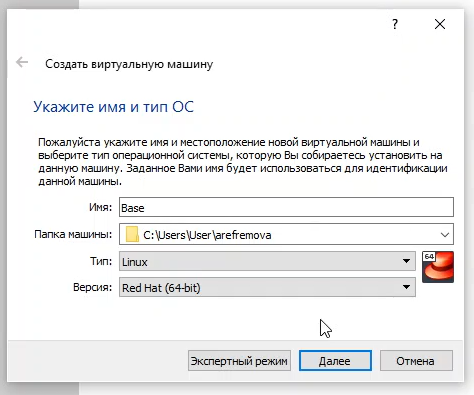 ?
Создать виртуальную машину
Укажите имя и тип ОС
Пожалуйста укажите имя и местоположение новой виртуальной машины и
выберите тип операционной системы, которую Вы собираетесь установить на
данную машину. Заданное Вами имя будет использоваться для идентификации
данной машины.
Имя: Base
Папка машины: C:\Users\User\arefremova
Тип: Linux
64
Версия: Red Hat (64-bit)
Экспертный режим Далее Отмена